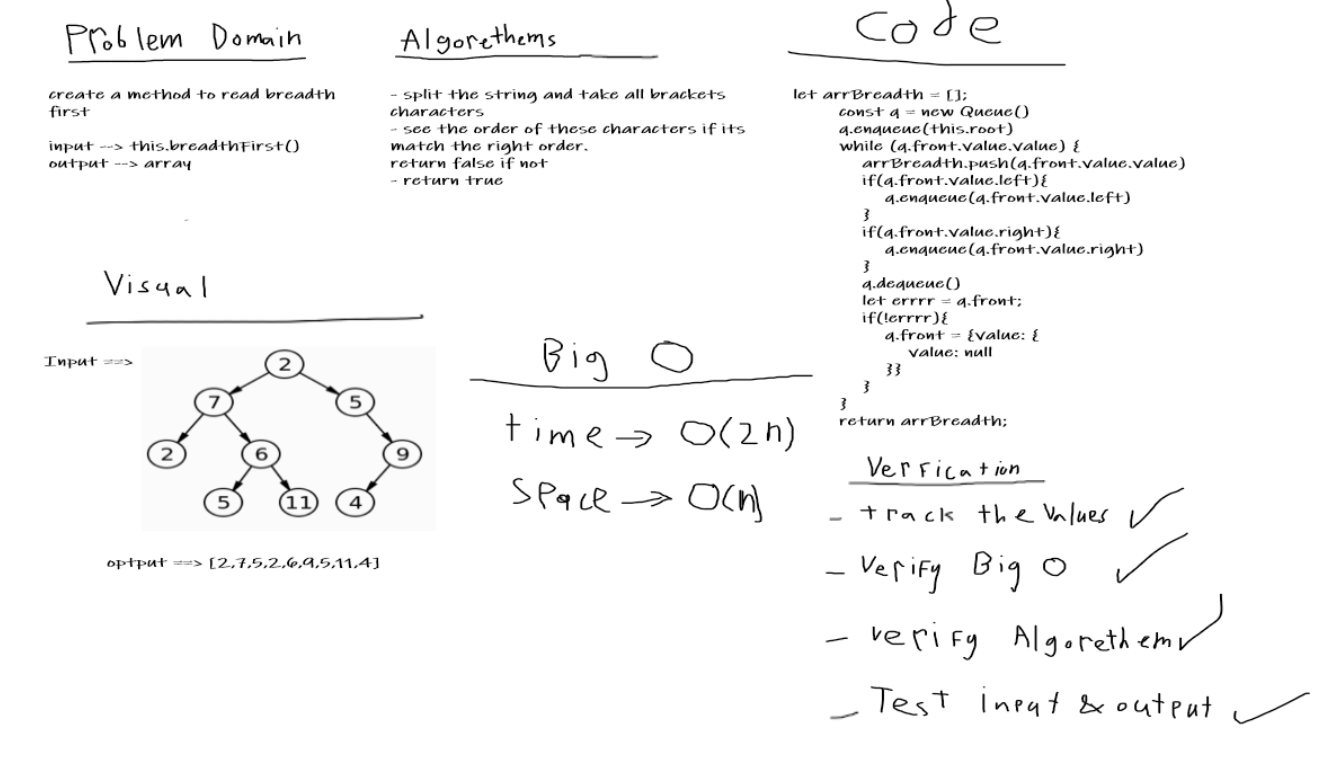 Problem Domain
create a method to read breadth
first
input --> this.breadthFirst()
output --> array
Algorethems
- split the string and take all brackets
characters
- see the order of these characters if its
match the right order.
return false if not
- return true
Code
let arrBreadth = [];
const q = new Queue()
q.enqueue(this.root)
while (q.front.value.value) {
arrBreadth.push(q.front.value.value)
if(q.front.value.left){
q.enqueue(q.front.value.left)
}
if(q.front.value.right){
q.enqueue(q.front.value.right)
}
q.dequeue()
let errrr = q.front;
if(!errrr){
q.front = {value: {
value: null
}}
}
}
return arrBreadth;
Visual
Input ==>
2
7 5
2 6 9
5 11 4
optput ==> [2,7,5,2,6,9,5,11,4]
Big O
time → O(2n)
Space → O(n)
Verfication
- track the values ✓
- Verify Big O ✓
- verify Algorethem ✓
- Test input & output ✓